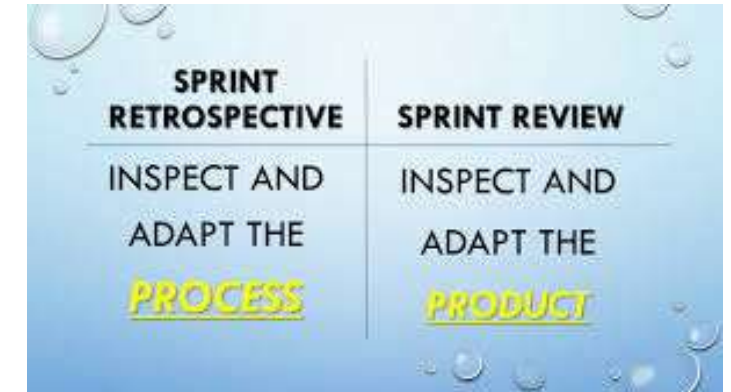 SPRINT
RETROSPECTIVE
INSPECT AND
ADAPT THE
PROCESS
SPRINT REVIEW
INSPECT AND
ADAPT THE
PRODUCT